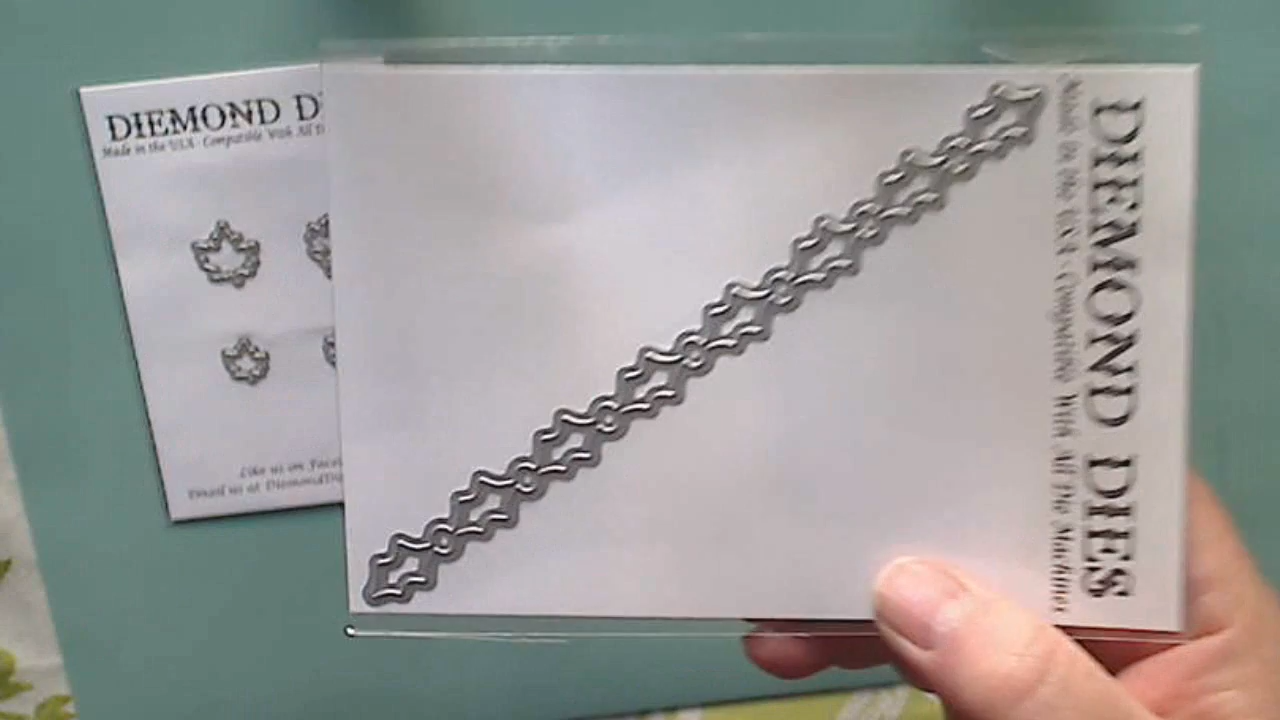 DIEMOND D
Made in the USA · Compatible With All D
Like us on Face
Email us at DiemondDi
DIEMOND DIES
Made in the USA · Compatible With All Die Machines